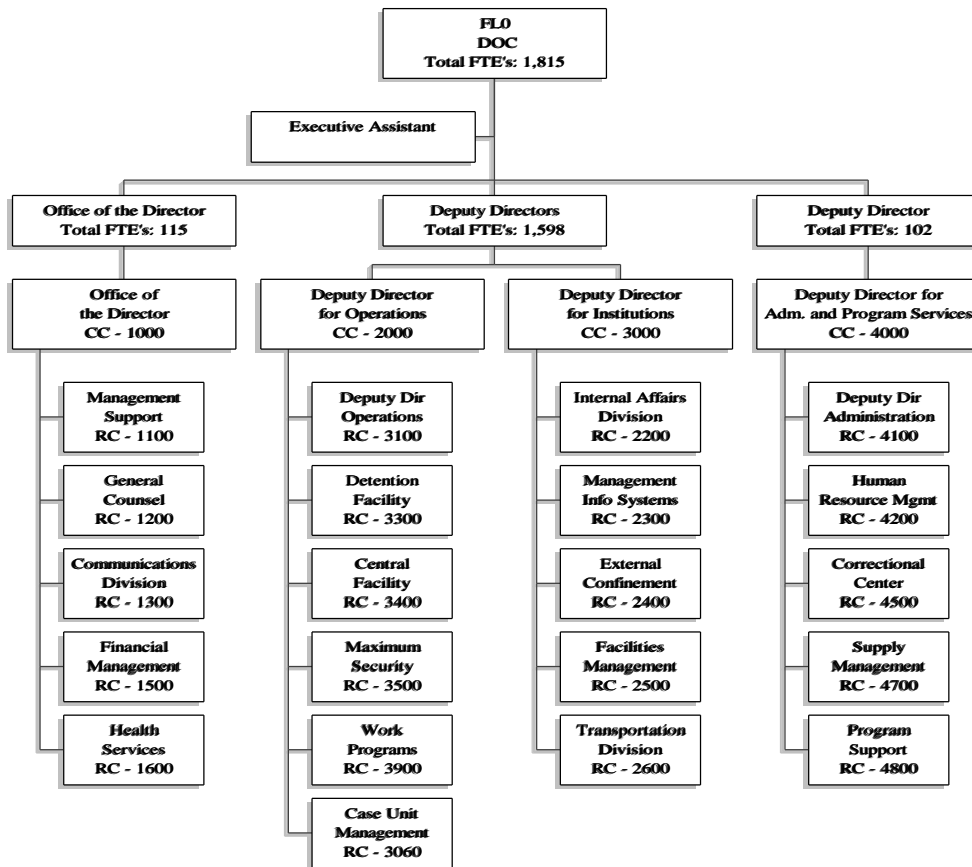 FL0
DOC
Total FTE's: 1,815
Executive Assistant
Office of the Director
Total FTE's: 115
Deputy Directors
Total FTE's: 1,598
Deputy Director
Total FTE's: 102
Office of
the Director
CC - 1000
Deputy Director
for Operations
CC - 2000
Deputy Director
for Institutions
CC - 3000
Deputy Director for
Adm. and Program Services
CC - 4000
Management
Support
RC - 1100
General
Counsel
RC - 1200
Communications
Division
RC - 1300
Financial
Management
RC - 1500
Health
Services
RC - 1600
Deputy Dir
Operations
RC - 3100
Detention
Facility
RC - 3300
Central
Facility
RC - 3400
Maximum
Security
RC - 3500
Work
Programs
RC - 3900
Case Unit
Management
RC - 3060
Internal Affairs
Division
RC - 2200
Management
Info Systems
RC - 2300
External
Confinement
RC - 2400
Facilities
Management
RC - 2500
Transportation
Division
RC - 2600
Deputy Dir
Administration
RC - 4100
Human
Resource Mgmt
RC - 4200
Correctional
Center
RC - 4500
Supply
Management
RC - 4700
Program
Support
RC - 4800